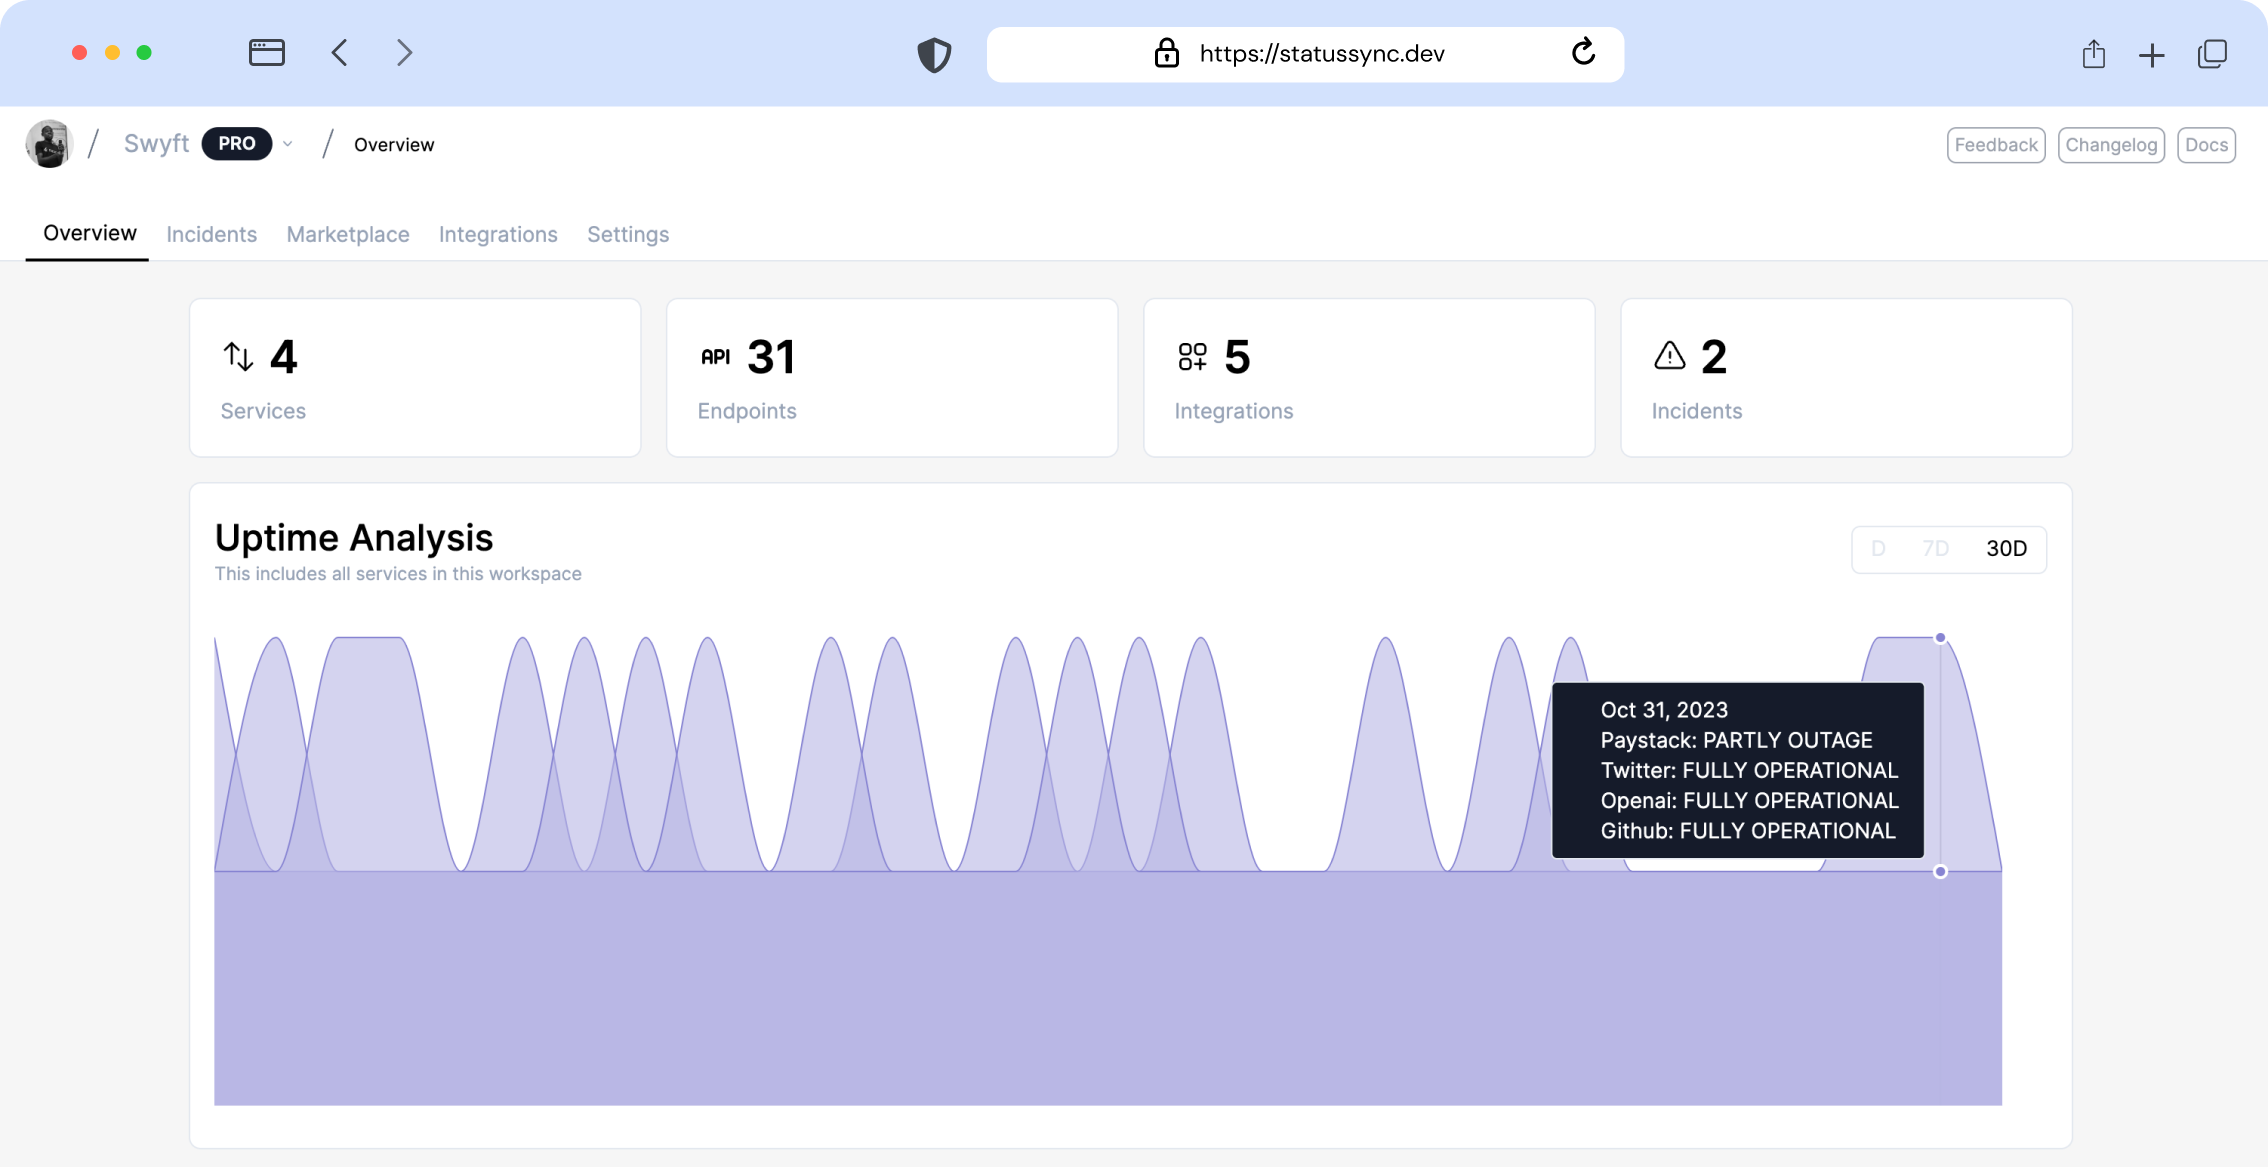 https://statussync.dev
/ Swyft PRO / Overview
Feedback Changelog Docs
Overview Incidents Marketplace Integrations Settings
4
Services
API 31
Endpoints
5
Integrations
2
Incidents
Uptime Analysis
This includes all services in this workspace
D 7D 30D
Oct 31, 2023
Paystack: PARTLY OUTAGE
Twitter: FULLY OPERATIONAL
Openai: FULLY OPERATIONAL
Github: FULLY OPERATIONAL